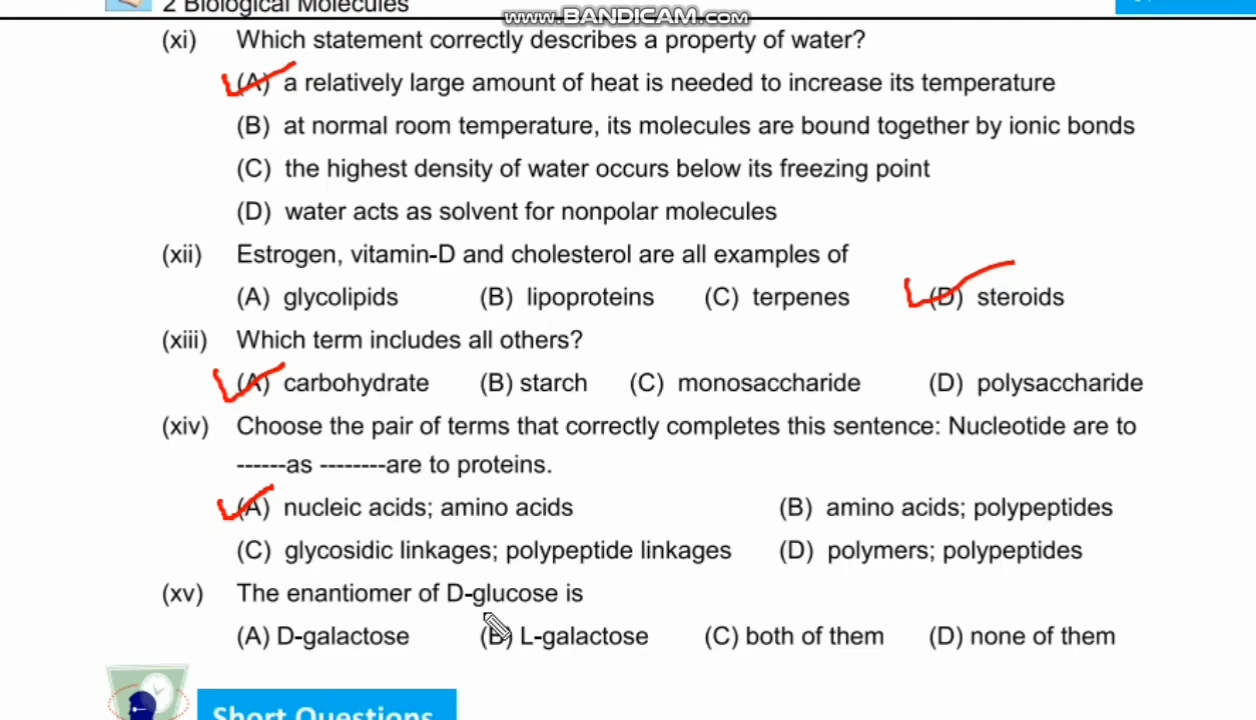 2 Biological Molecules
www.BANDICAM.com
(xi) Which statement correctly describes a property of water?
(A) a relatively large amount of heat is needed to increase its temperature
(B) at normal room temperature, its molecules are bound together by ionic bonds
(C) the highest density of water occurs below its freezing point
(D) water acts as solvent for nonpolar molecules
(xii) Estrogen, vitamin-D and cholesterol are all examples of
(A) glycolipids (B) lipoproteins (C) terpenes (D) steroids
(xiii) Which term includes all others?
(A) carbohydrate (B) starch (C) monosaccharide (D) polysaccharide
(xiv) Choose the pair of terms that correctly completes this sentence: Nucleotide are to
------as --------are to proteins.
(A) nucleic acids; amino acids (B) amino acids; polypeptides
(C) glycosidic linkages; polypeptide linkages (D) polymers; polypeptides
(xv) The enantiomer of D-glucose is
(A) D-galactose (B) L-galactose (C) both of them (D) none of them
Short Questions